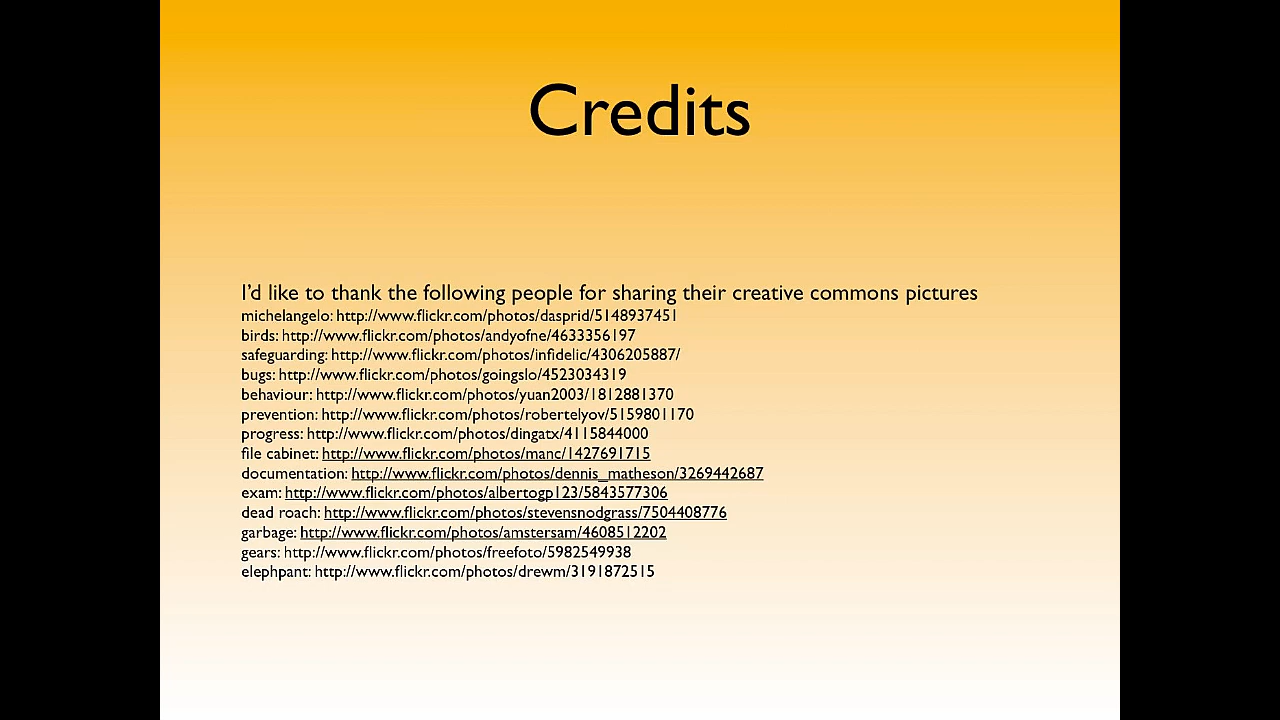 Credits
I'd like to thank the following people for sharing their creative commons pictures
michelangelo: http://www.flickr.com/photos/dasprid/5148937451
birds: http://www.flickr.com/photos/andyofne/4633356197
safeguarding: http://www.flickr.com/photos/infidelic/4306205887/
bugs: http://www.flickr.com/photos/goingslo/4523034319
behaviour: http://www.flickr.com/photos/yuan2003/1812881370
prevention: http://www.flickr.com/photos/robertelyov/5159801170
progress: http://www.flickr.com/photos/dingatx/4115844000
file cabinet: http://www.flickr.com/photos/manc/1427691715
documentation: http://www.flickr.com/photos/dennis_matheson/3269442687
exam: http://www.flickr.com/photos/albertogp123/5843577306
dead roach: http://www.flickr.com/photos/stevensnodgrass/7504408776
garbage: http://www.flickr.com/photos/amstersam/4608512202
gears: http://www.flickr.com/photos/freefoto/5982549938
elephpant: http://www.flickr.com/photos/drewm/3191872515